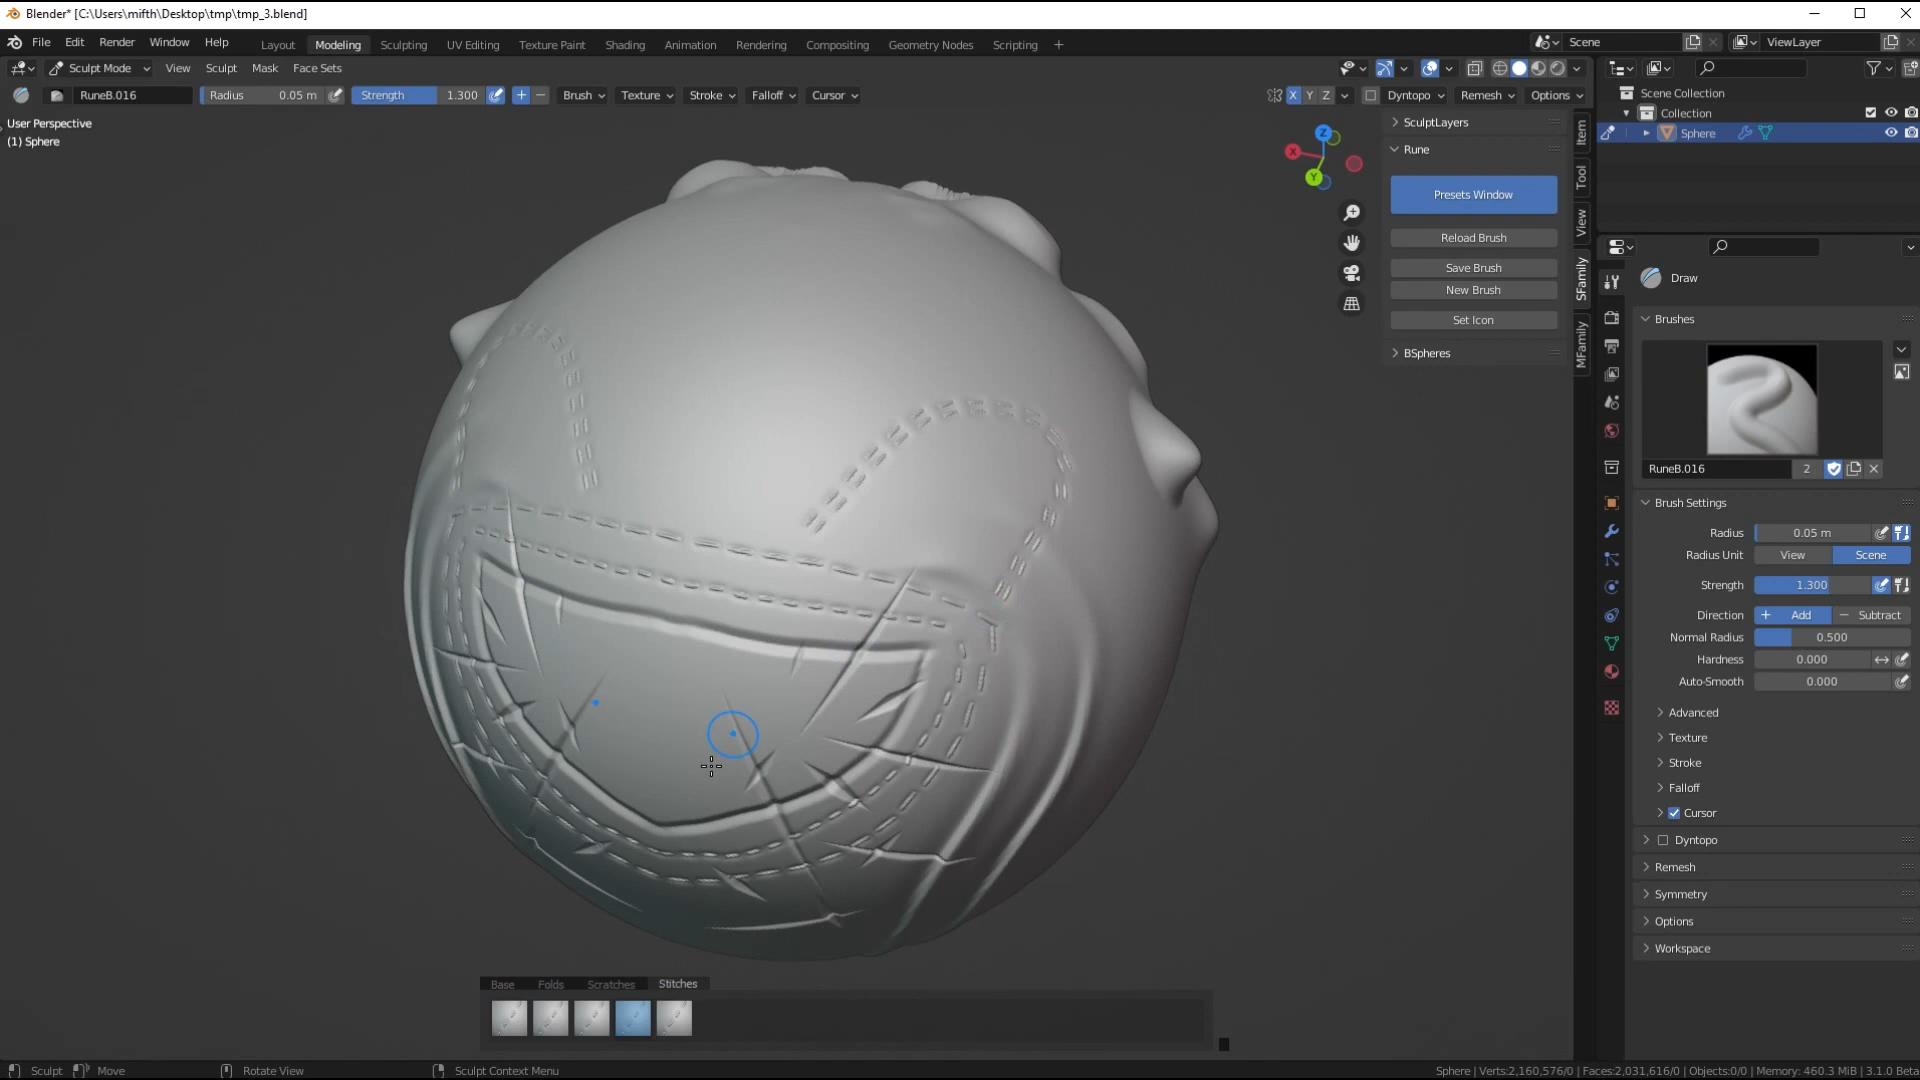 Blender* [C:\Users\mifth\Desktop\tmp\tmp_3.blend]
File Edit Render Window Help
Layout Modeling Sculpting UV Editing Texture Paint Shading Animation Rendering Compositing Geometry Nodes Scripting +
Scene
ViewLayer
Sculpt Mode View Sculpt Mask Face Sets
RuneB.016 Radius 0.05 m Strength 1.300 + − Brush Texture Stroke Falloff Cursor
X Y Z Dyntopo Remesh Options
User Perspective
(1) Sphere
Z
X
Y
SculptLayers
Rune
Presets Window
Reload Brush
Save Brush
New Brush
Set Icon
BSpheres
Item
Tool
View
SFamily
MFamily
Scene Collection
Collection
Sphere
Draw
Brushes
RuneB.016 2
Brush Settings
Radius 0.05 m
Radius Unit View Scene
Strength 1.300
Direction + Add − Subtract
Normal Radius 0.500
Hardness 0.000
Auto-Smooth 0.000
Advanced
Texture
Stroke
Falloff
Cursor
Dyntopo
Remesh
Symmetry
Options
Workspace
Base Folds Scratches Stitches
Sculpt Move Rotate View Sculpt Context Menu
Sphere | Verts:2,160,576/0 | Faces:2,031,616/0 | Objects:0/0 | Memory: 460.3 MiB | 3.1.0 Beta